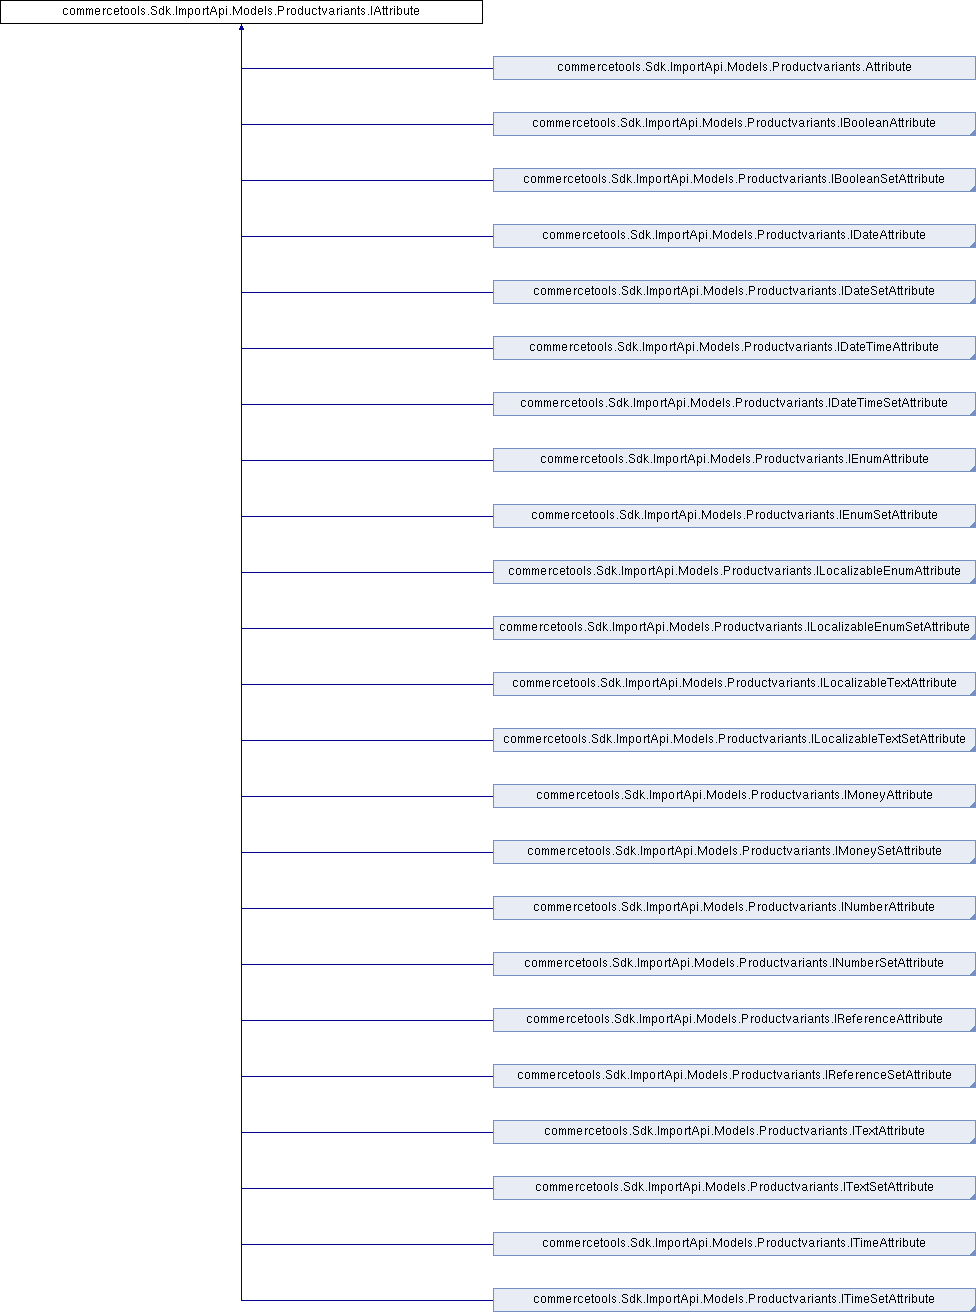 commercetools.Sdk.ImportApi.Models.Productvariants.IAttribute
commercetools.Sdk.ImportApi.Models.Productvariants.Attribute
commercetools.Sdk.ImportApi.Models.Productvariants.IBooleanAttribute
commercetools.Sdk.ImportApi.Models.Productvariants.IBooleanSetAttribute
commercetools.Sdk.ImportApi.Models.Productvariants.IDateAttribute
commercetools.Sdk.ImportApi.Models.Productvariants.IDateSetAttribute
commercetools.Sdk.ImportApi.Models.Productvariants.IDateTimeAttribute
commercetools.Sdk.ImportApi.Models.Productvariants.IDateTimeSetAttribute
commercetools.Sdk.ImportApi.Models.Productvariants.IEnumAttribute
commercetools.Sdk.ImportApi.Models.Productvariants.IEnumSetAttribute
commercetools.Sdk.ImportApi.Models.Productvariants.ILocalizableEnumAttribute
commercetools.Sdk.ImportApi.Models.Productvariants.ILocalizableEnumSetAttribute
commercetools.Sdk.ImportApi.Models.Productvariants.ILocalizableTextAttribute
commercetools.Sdk.ImportApi.Models.Productvariants.ILocalizableTextSetAttribute
commercetools.Sdk.ImportApi.Models.Productvariants.IMoneyAttribute
commercetools.Sdk.ImportApi.Models.Productvariants.IMoneySetAttribute
commercetools.Sdk.ImportApi.Models.Productvariants.INumberAttribute
commercetools.Sdk.ImportApi.Models.Productvariants.INumberSetAttribute
commercetools.Sdk.ImportApi.Models.Productvariants.IReferenceAttribute
commercetools.Sdk.ImportApi.Models.Productvariants.IReferenceSetAttribute
commercetools.Sdk.ImportApi.Models.Productvariants.ITextAttribute
commercetools.Sdk.ImportApi.Models.Productvariants.ITextSetAttribute
commercetools.Sdk.ImportApi.Models.Productvariants.ITimeAttribute
commercetools.Sdk.ImportApi.Models.Productvariants.ITimeSetAttribute